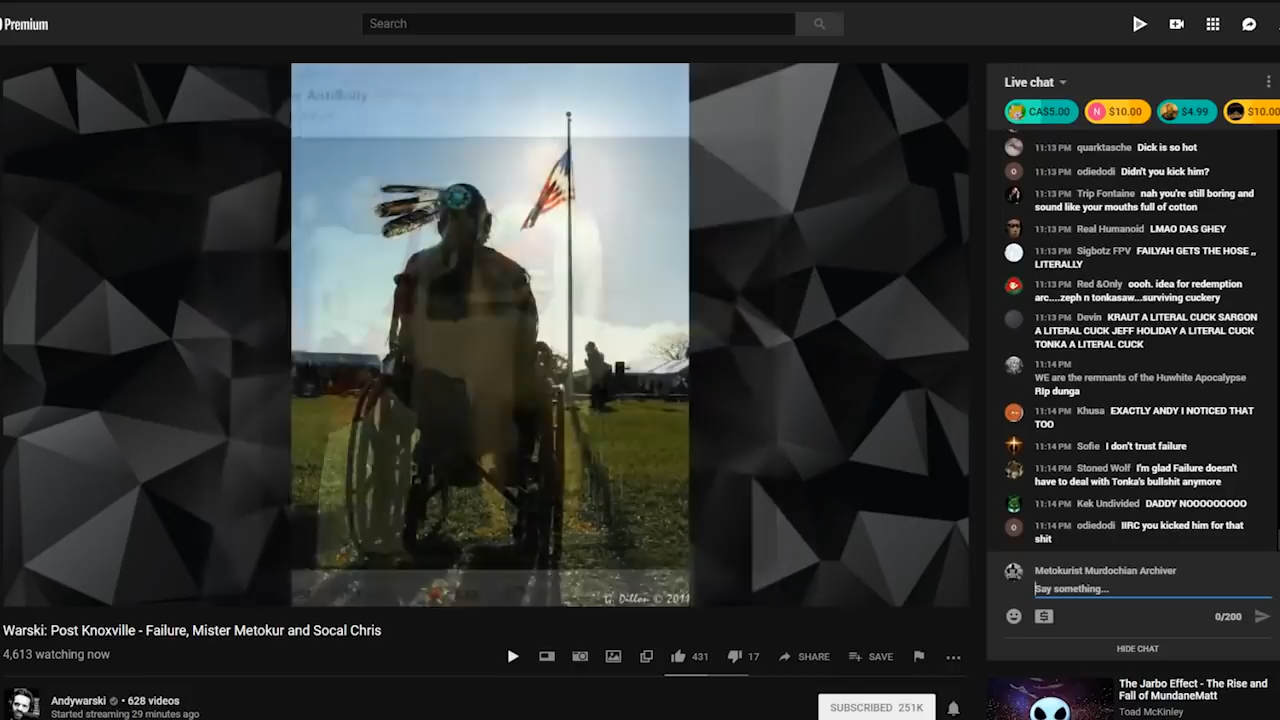 Premium
Search
AntsBully
G. Dillon © 2011
Warski: Post Knoxville - Failure, Mister Metokur and Socal Chris
4,613 watching now
431
17
SHARE
SAVE
Andywarski • 628 videos
Started streaming 29 minutes ago
SUBSCRIBED 251K
Live chat
CA$5.00
N $10.00
$4.99
$10.00
11:13 PM quarktasche Dick is so hot
O 11:13 PM odiedodi Didn't you kick him?
11:13 PM Trip Fontaine nah you're still boring and
sound like your mouths full of cotton
11:13 PM Real Humanoid LMAO DAS GHEY
11:13 PM Sigbotz FPV FAILYAH GETS THE HOSE ,,
LITERALLY
11:13 PM Red &Only oooh. idea for redemption
arc....zeph n tonkasaw...surviving cuckery
11:13 PM Devin KRAUT A LITERAL CUCK SARGON
A LITERAL CUCK JEFF HOLIDAY A LITERAL CUCK
TONKA A LITERAL CUCK
11:14 PM
WE are the remnants of the Huwhite Apocalypse
RIp dunga
11:14 PM Khusa EXACTLY ANDY I NOTICED THAT
TOO
11:14 PM Sofie I don't trust failure
11:14 PM Stoned Wolf I'm glad Failure doesn't
have to deal with Tonka's bullshit anymore
11:14 PM Kek Undivided DADDY NOOOOOOOOO
O 11:14 PM odiedodi IIRC you kicked him for that
shit
Metokurist Murdochian Archiver
Say something...
0/200
HIDE CHAT
The Jarbo Effect - The Rise and
Fall of MundaneMatt
Toad McKinley